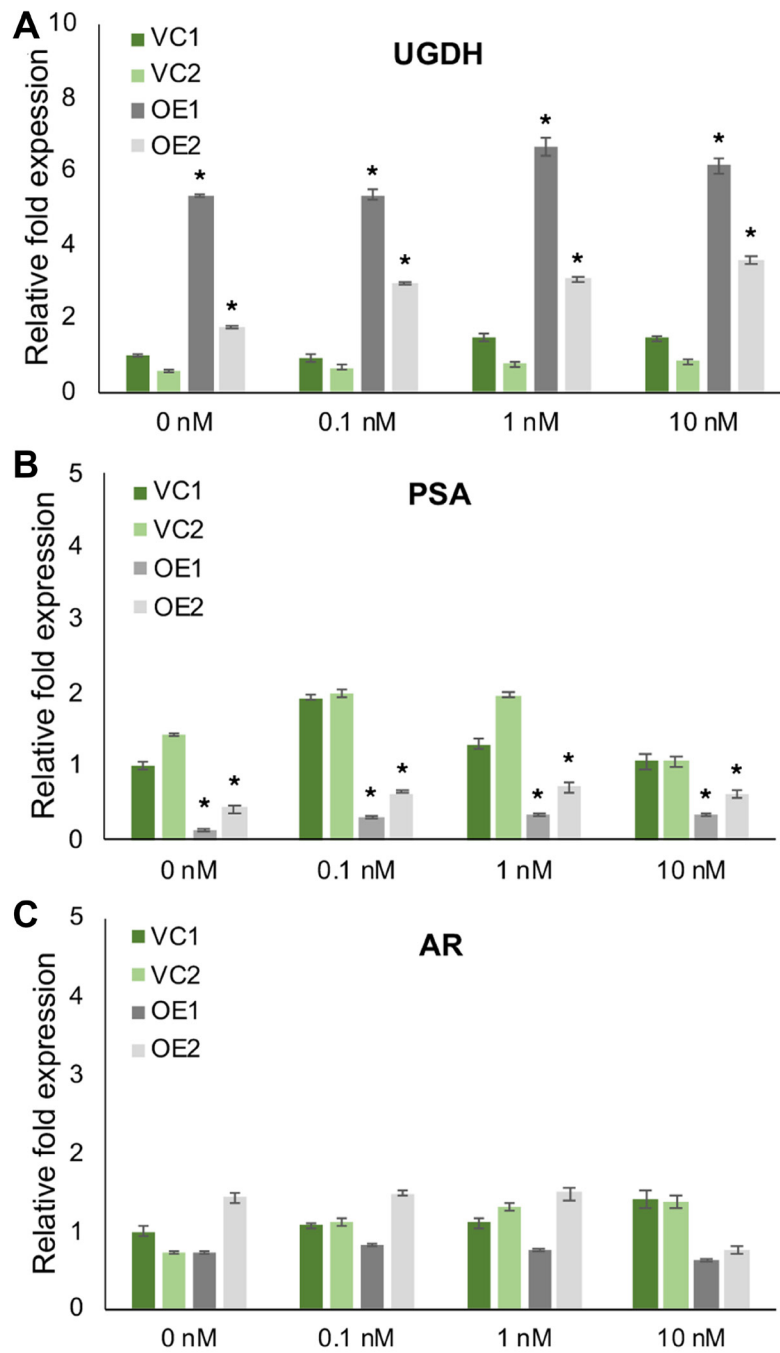 A
UGDH
Relative fold expession
10
8
6
4
2
0
VC1
VC2
OE1
OE2
* * * * * * * *
0 nM 0.1 nM 1 nM 10 nM
B
PSA
Relative fold expression
5
4
3
2
1
0
VC1
VC2
OE1
OE2
* * * * * * * *
0 nM 0.1 nM 1 nM 10 nM
C
AR
Relative fold expression
5
4
3
2
1
0
VC1
VC2
OE1
OE2
0 nM 0.1 nM 1 nM 10 nM